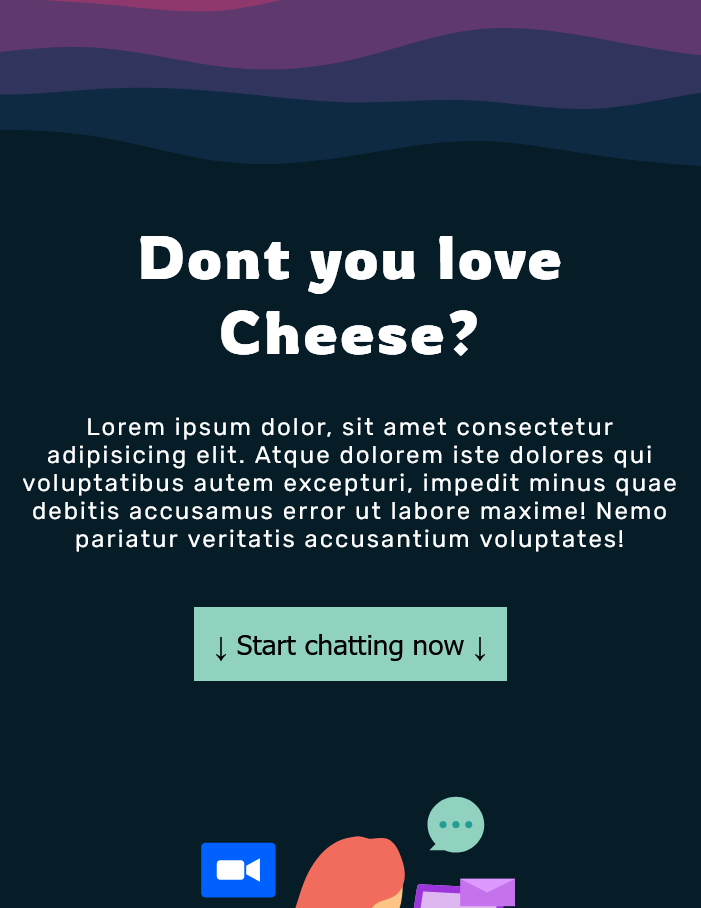 Dont you love
Cheese?
Lorem ipsum dolor, sit amet consectetur
adipisicing elit. Atque dolorem iste dolores qui
voluptatibus autem excepturi, impedit minus quae
debitis accusamus error ut labore maxime! Nemo
pariatur veritatis accusantium voluptates!
↓ Start chatting now ↓